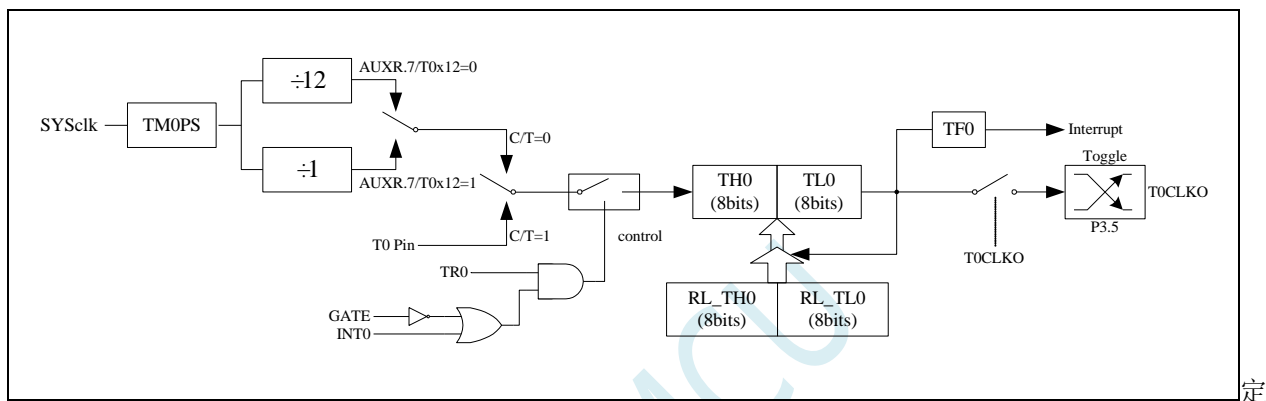 ÷12
AUXR.7/T0x12=0
SYSclk
TM0PS
÷1
AUXR.7/T0x12=1
C/T=0
C/T=1
T0 Pin
control
TR0
GATE
INT0
TH0
(8bits)
TL0
(8bits)
RL_TH0
(8bits)
RL_TL0
(8bits)
TF0
Interrupt
Toggle
T0CLKO
P3.5
T0CLKO
MCU
定